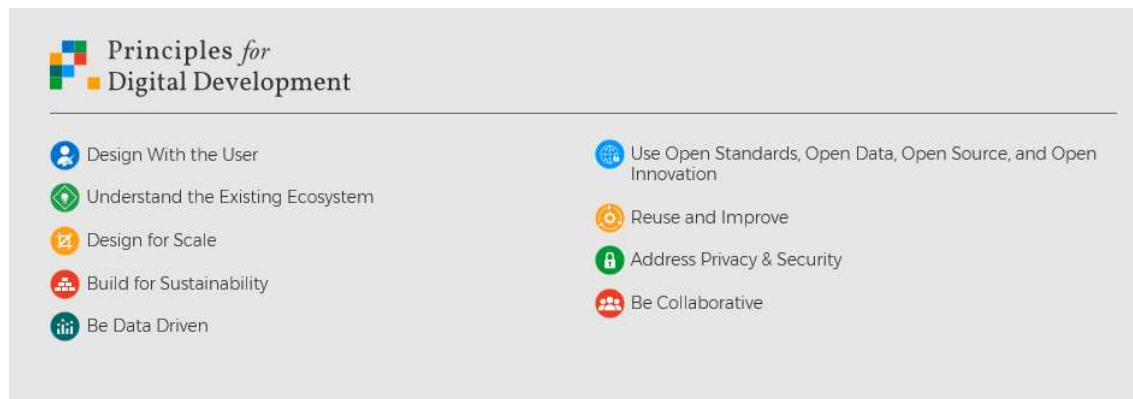 Principles for
Digital Development
Design With the User
Understand the Existing Ecosystem
Design for Scale
Build for Sustainability
Be Data Driven
Use Open Standards, Open Data, Open Source, and Open
Innovation
Reuse and Improve
Address Privacy & Security
Be Collaborative